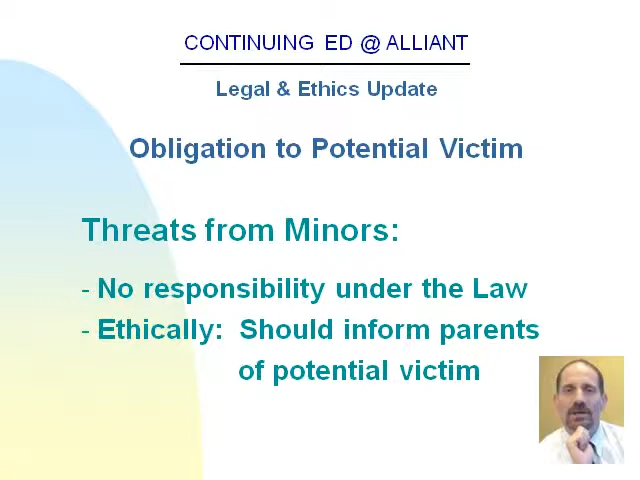 CONTINUING ED @ ALLIANT
Legal & Ethics Update
Obligation to Potential Victim
Threats from Minors:
- No responsibility under the Law
- Ethically: Should inform parents
of potential victim